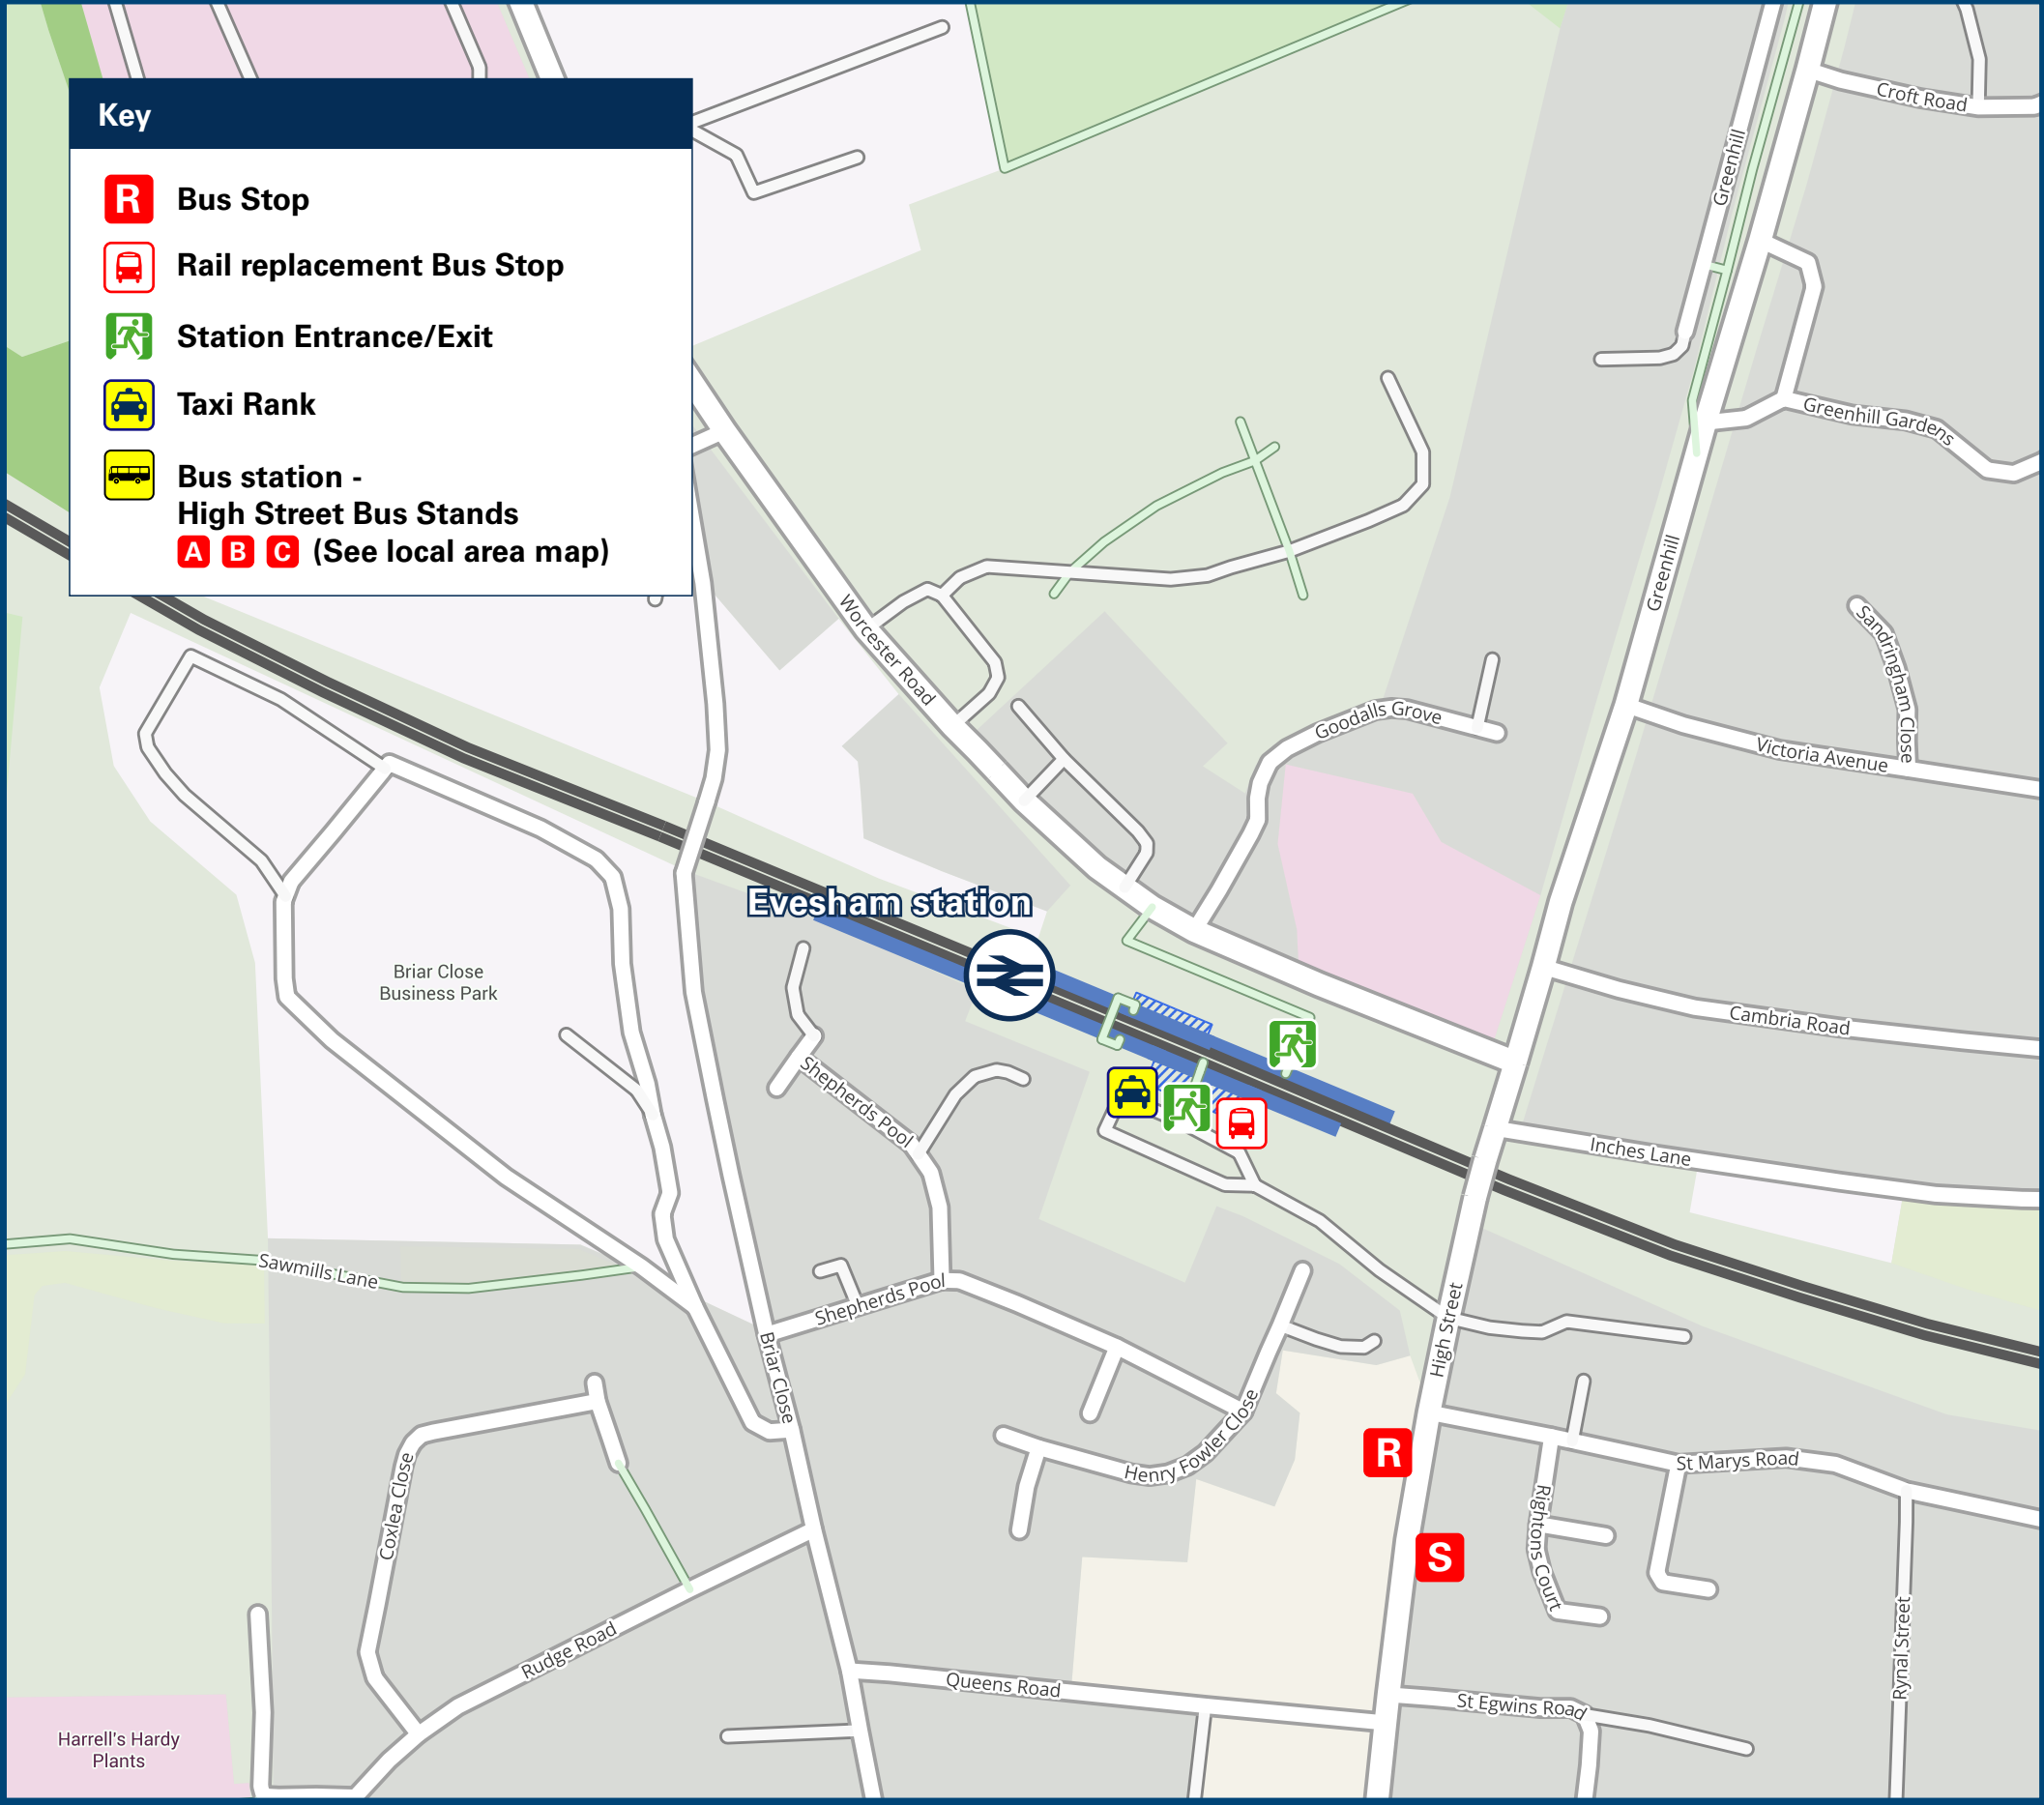 Key
R Bus Stop
Rail replacement Bus Stop
Station Entrance/Exit
Taxi Rank
Bus station -
High Street Bus Stands
A B C (See local area map)
Croft Road
Greenhill
Greenhill Gardens
Greenhill
Sandringham Close
Worcester Road
Goodalls Grove
Victoria Avenue
Evesham station
Briar Close
Business Park
Cambria Road
Shepherds Pool
Inches Lane
Sawmills Lane
Shepherds Pool
High Street
Briar Close
Henry Fowler Close
R
St Marys Road
Coxlea Close
Rightons Court
S
Rudge Road
Rynal Street
Queens Road
St Egwins Road
Harrell's Hardy
Plants